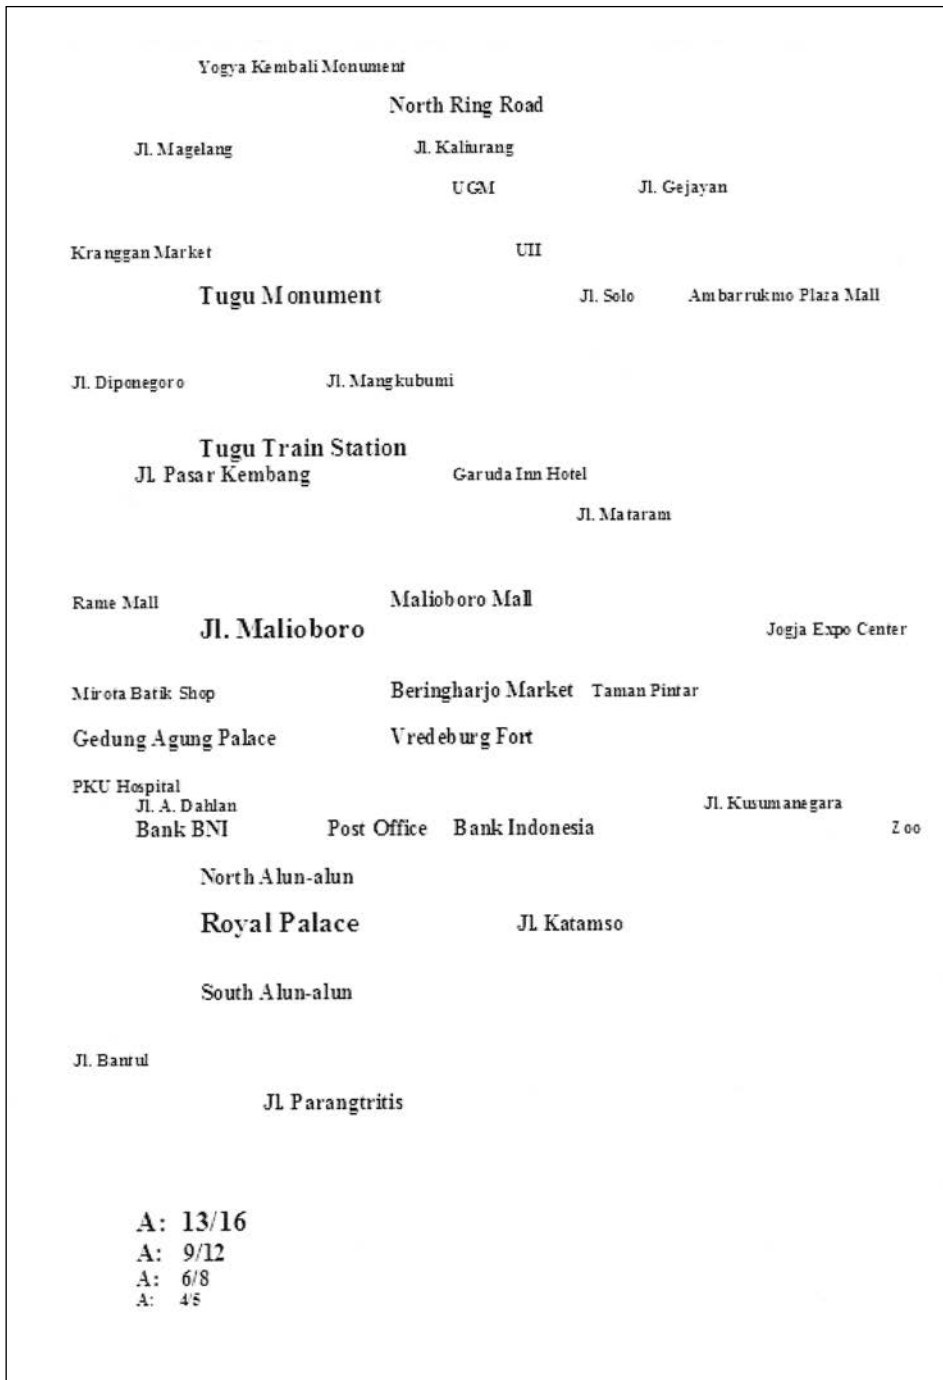 Yogya Kembali Monument
North Ring Road
Jl. Magelang Jl. Kaliurang
UGM Jl. Gejayan
Kranggan Market UII
Tugu Monument Jl. Solo Ambarrukmo Plaza Mall
Jl. Diponegoro Jl. Mangkubumi
Tugu Train Station
Jl. Pasar Kembang Garuda Inn Hotel
Jl. Mataram
Rame Mall Malioboro Mall
Jl. Malioboro Jogja Expo Center
Mirota Batik Shop Beringharjo Market Taman Pintar
Gedung Agung Palace Vredeburg Fort
PKU Hospital
Jl. A. Dahlan Jl. Kusumanegara
Bank BNI Post Office Bank Indonesia Zoo
North Alun-alun
Royal Palace Jl. Katamso
South Alun-alun
Jl. Bantul
Jl. Parangtritis
A: 13/16
A: 9/12
A: 6/8
A: 4/5